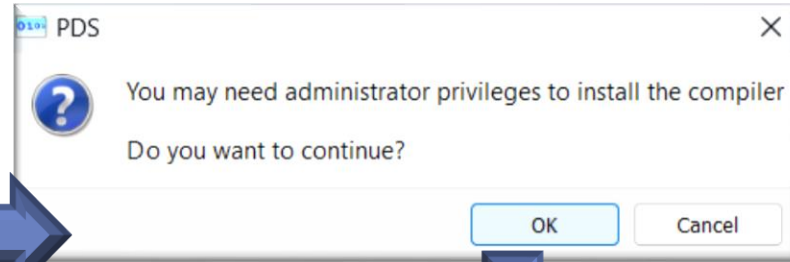 PDS
You may need administrator privileges to install the compiler
Do you want to continue?
OK
Cancel